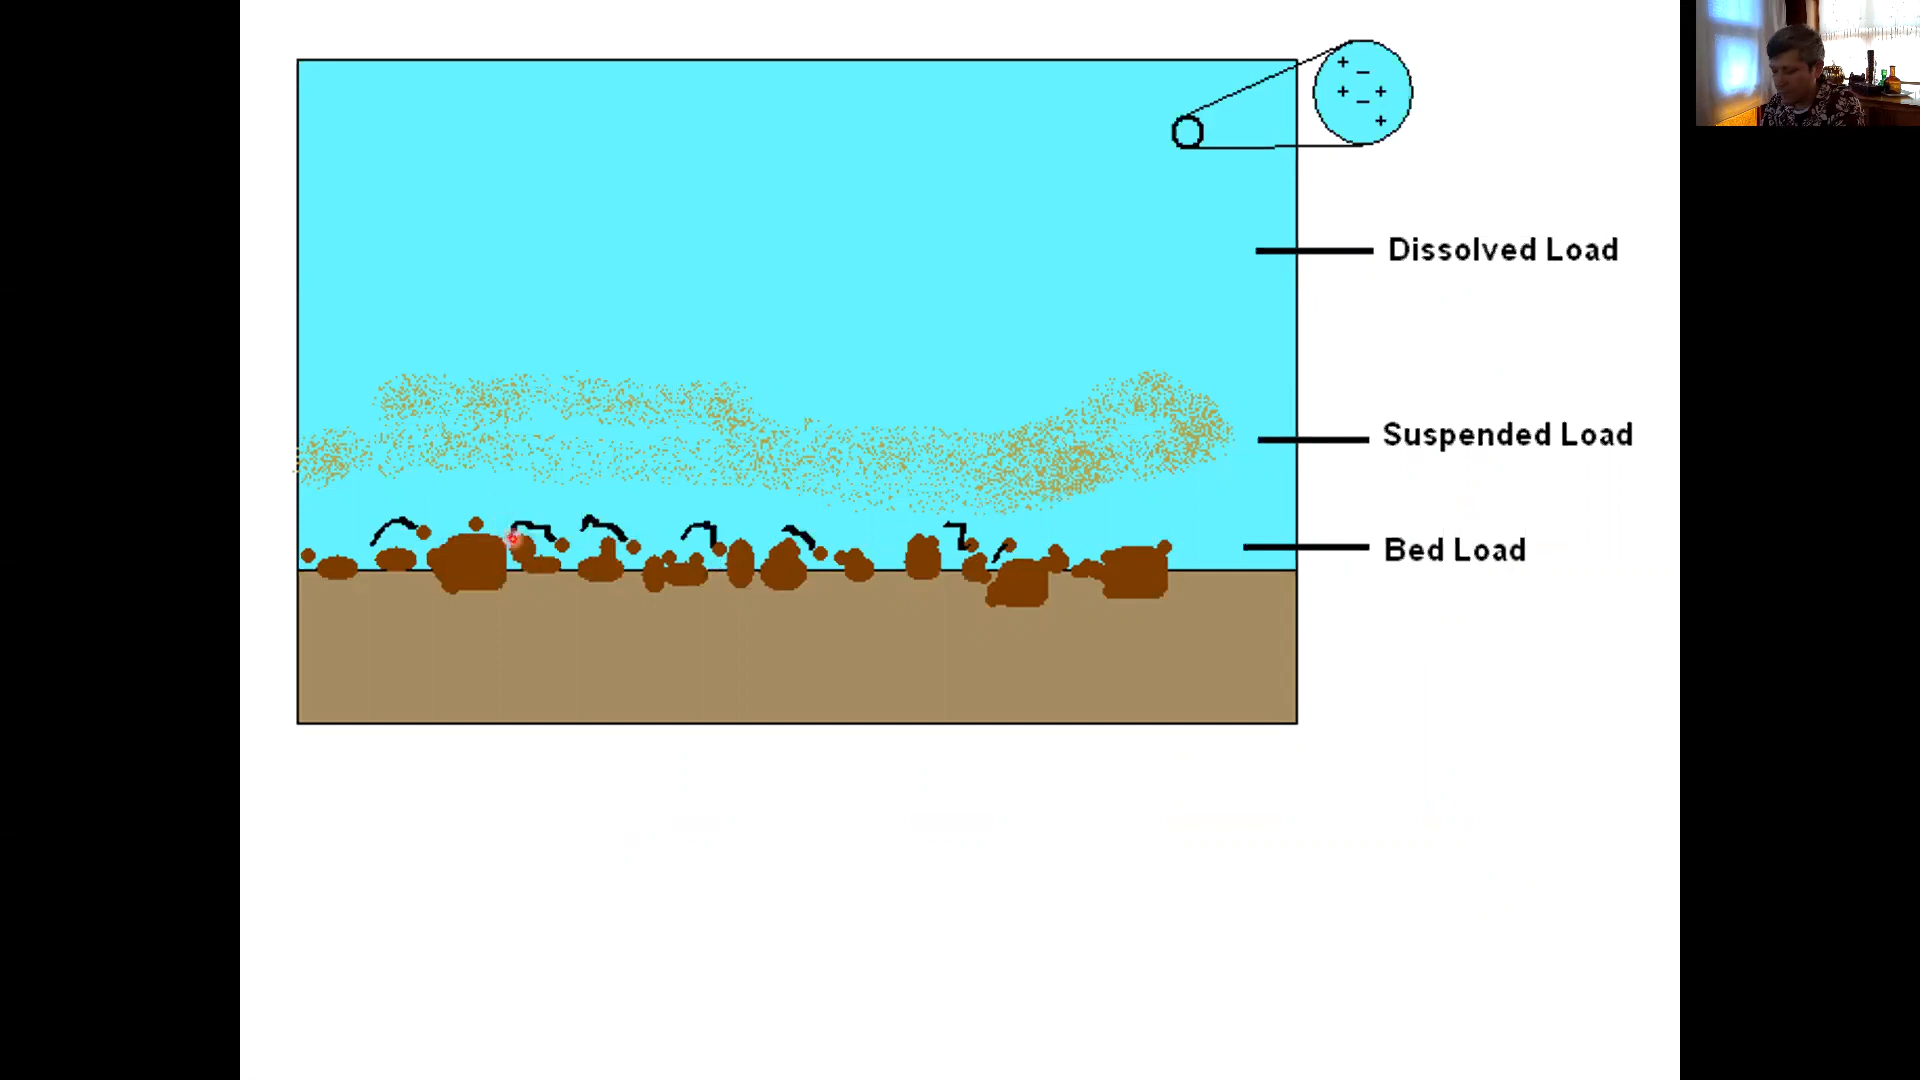 + –
+ – +
+
Dissolved Load
Suspended Load
Bed Load